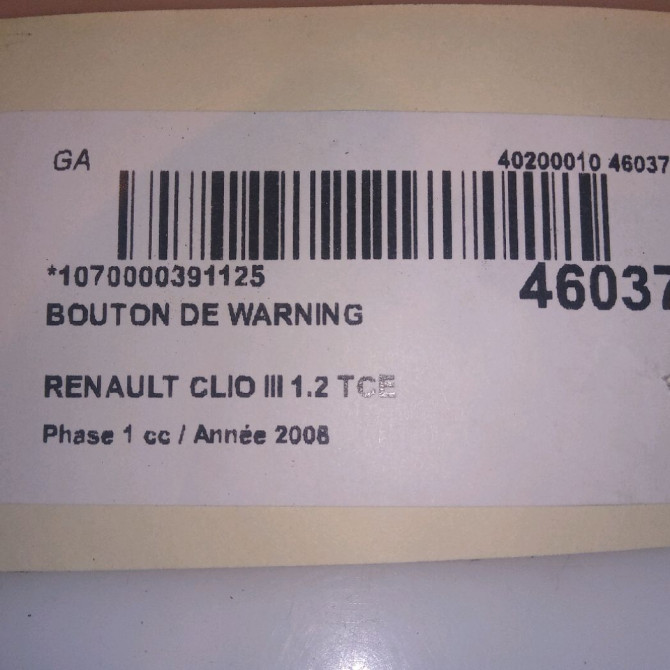 GA
40200010 46037
*1070000391125
46037
BOUTON DE WARNING
RENAULT CLIO III 1.2 TCE
Phase 1 cc / Année 2008